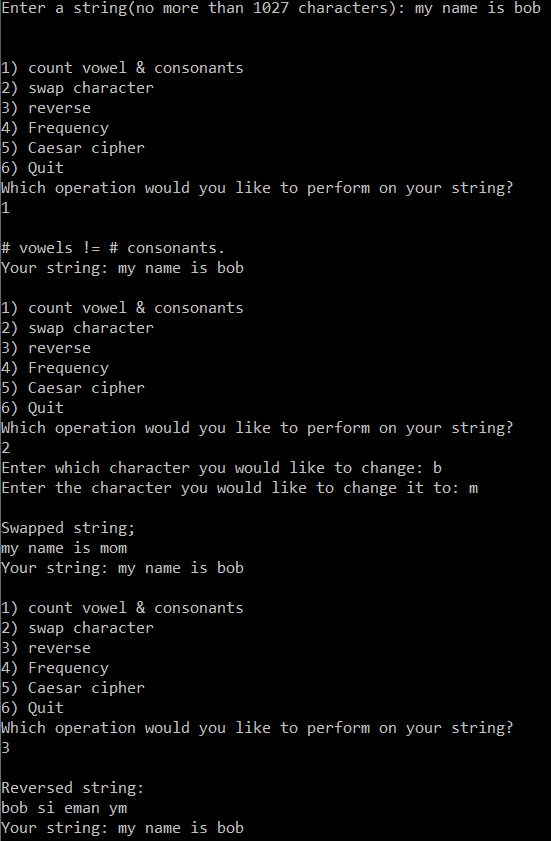 Enter a string(no more than 1027 characters): my name is bob
1) count vowel & consonants
2) swap character
3) reverse
4) Frequency
5) Caesar cipher
6) Quit
Which operation would you like to perform on your string?
1
# vowels != # consonants.
Your string: my name is bob
1) count vowel & consonants
2) swap character
3) reverse
4) Frequency
5) Caesar cipher
6) Quit
Which operation would you like to perform on your string?
2
Enter which character you would like to change: b
Enter the character you would like to change it to: m
Swapped string;
my name is mom
Your string: my name is bob
1) count vowel & consonants
2) swap character
3) reverse
4) Frequency
5) Caesar cipher
6) Quit
Which operation would you like to perform on your string?
3
Reversed string:
bob si eman ym
Your string: my name is bob